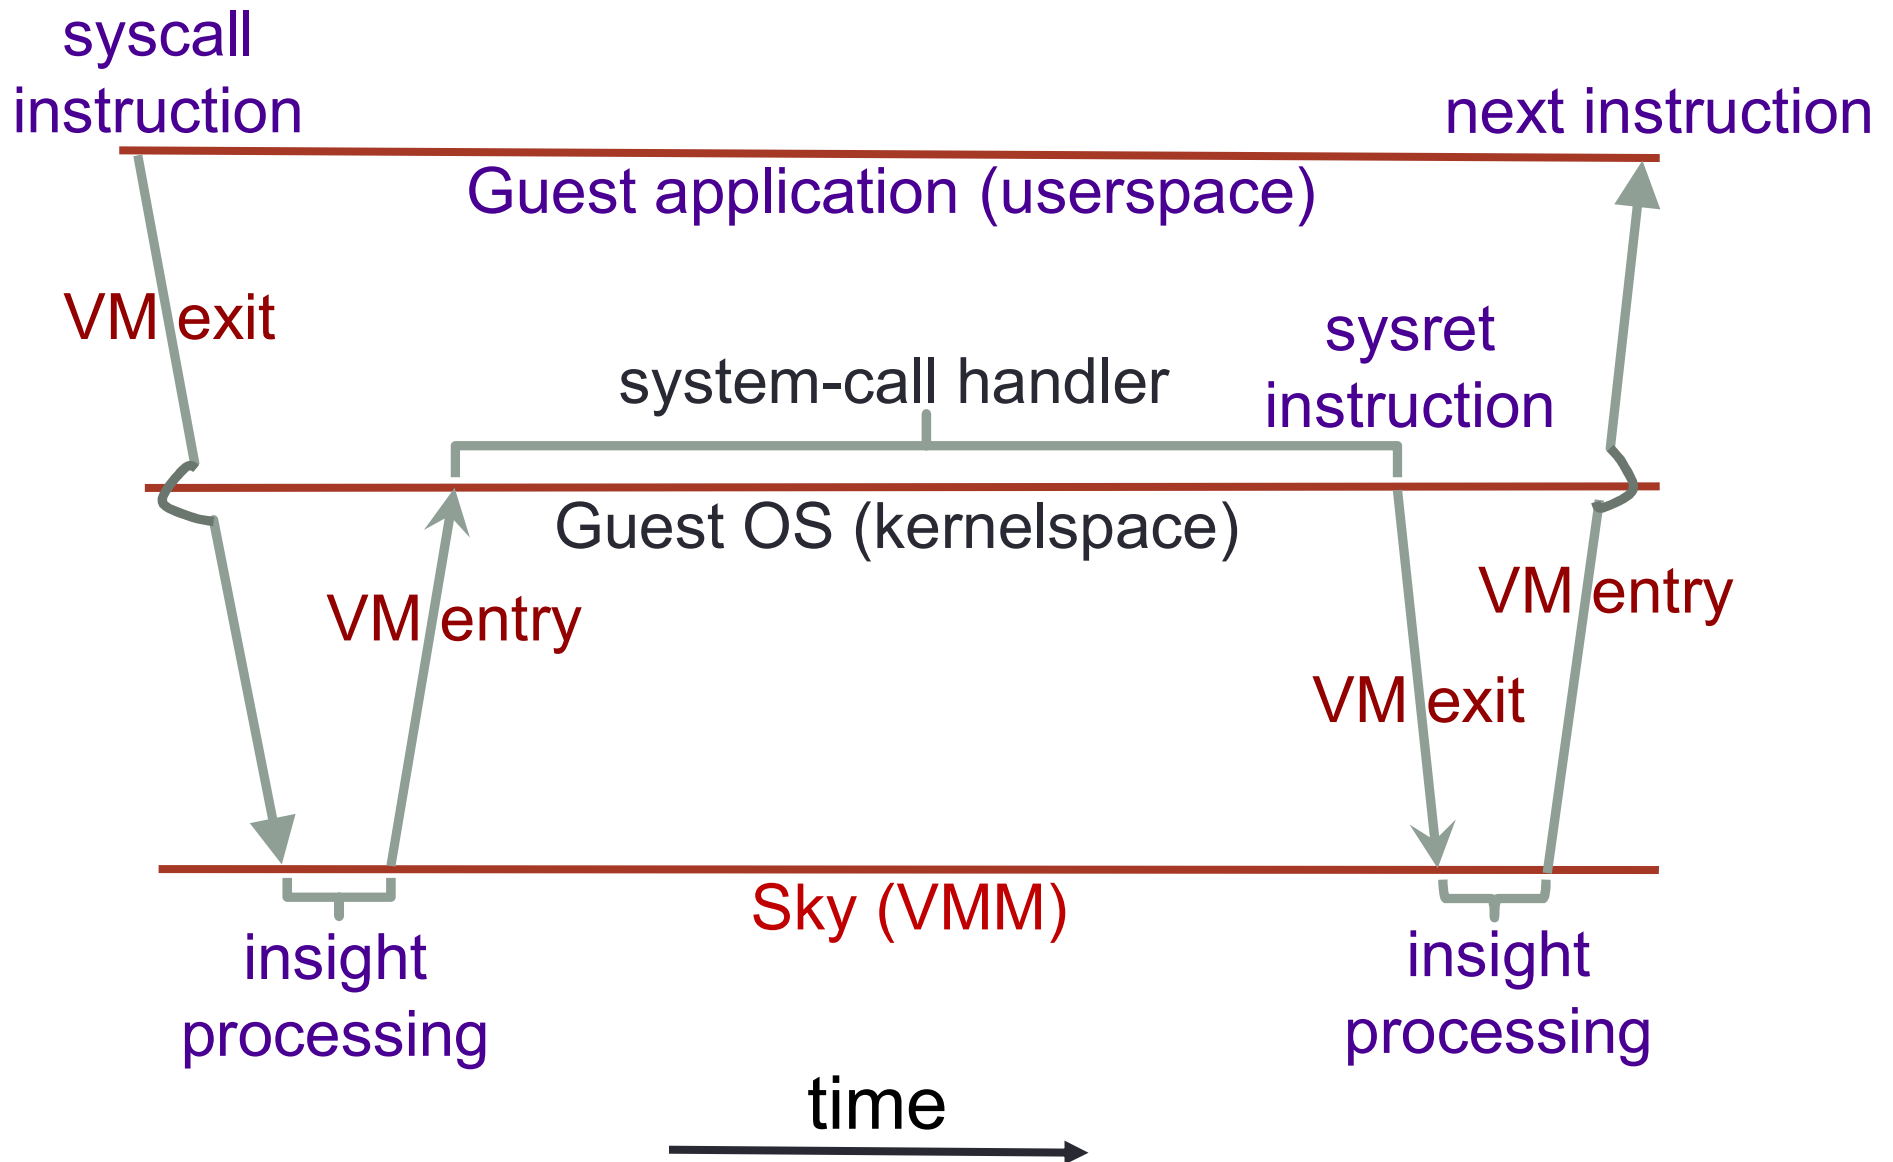 syscall
instruction
next instruction
Guest application (userspace)
VM exit
sysret
instruction
system-call handler
Guest OS (kernelspace)
VM entry
VM entry
VM exit
Sky (VMM)
insight
processing
insight
processing
time